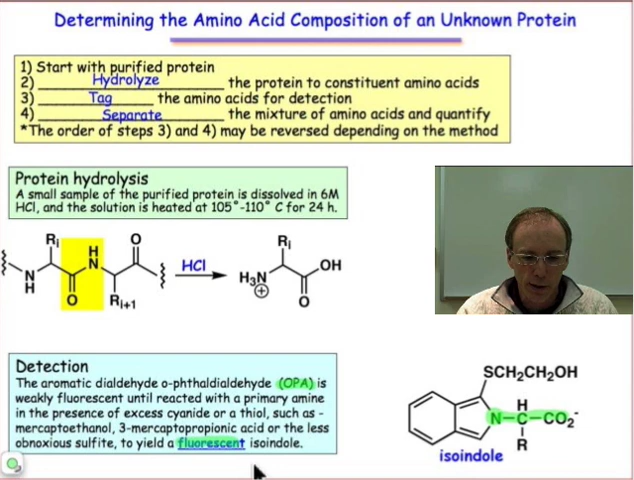 Determining the Amino Acid Composition of an Unknown Protein
1) Start with purified protein
2) Hydrolyze the protein to constituent amino acids
3) Tag the amino acids for detection
4) Separate the mixture of amino acids and quantify
*The order of steps 3) and 4) may be reversed depending on the method
Protein hydrolysis
A small sample of the purified protein is dissolved in 6M
HCl, and the solution is heated at 105°-110° C for 24 h.
Ri H O
N H O N Ri+1
HCl
Ri
H3N OH
⊕ O
Detection
The aromatic dialdehyde o-phthaldialdehyde (OPA) is
weakly fluorescent until reacted with a primary amine
in the presence of excess cyanide or a thiol, such as -
mercaptoethanol, 3-mercaptopropionic acid or the less
obnoxious sulfite, to yield a fluorescent isoindole.
SCH2CH2OH
H
N-C-CO2-
R
isoindole